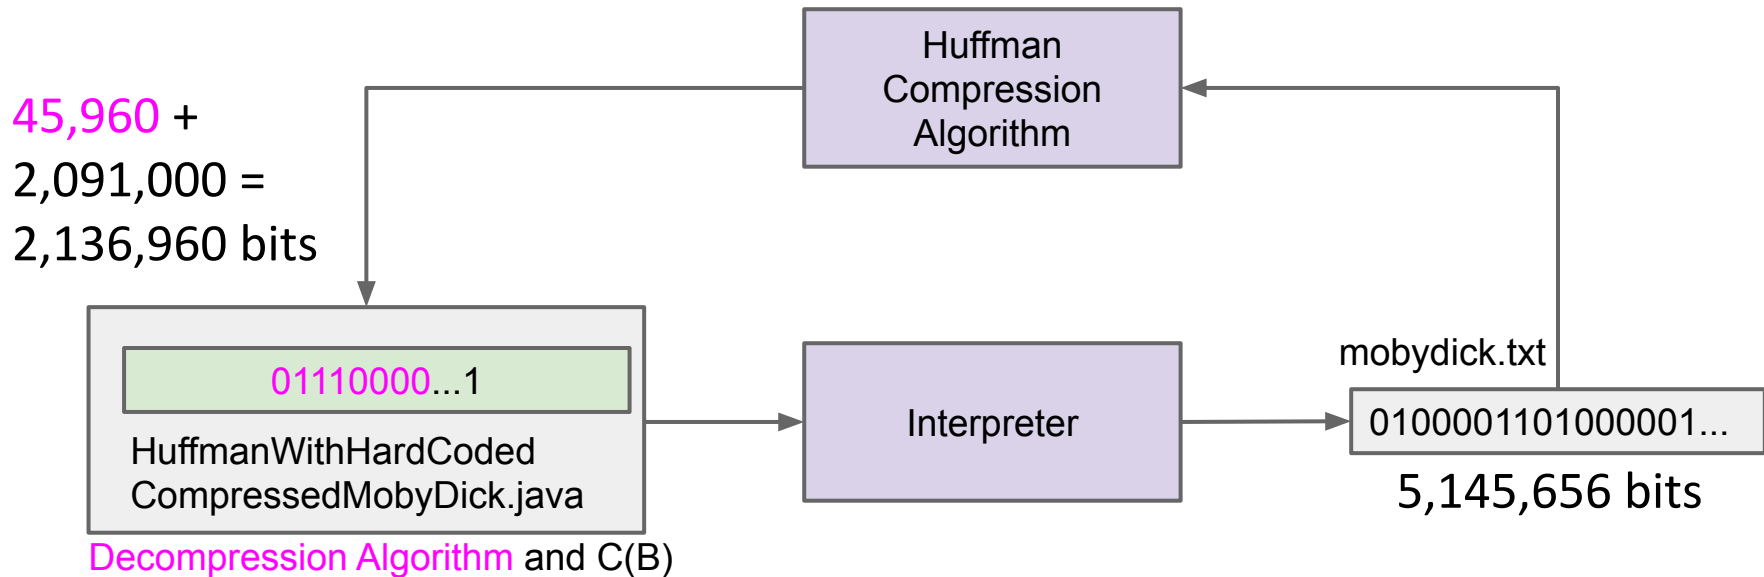 Huffman
Compression
Algorithm
45,960 +
2,091,000 =
2,136,960 bits
01110000...1
HuffmanWithHardCoded
CompressedMobyDick.java
Decompression Algorithm and C(B)
Interpreter
mobydick.txt
0100001101000001...
5,145,656 bits